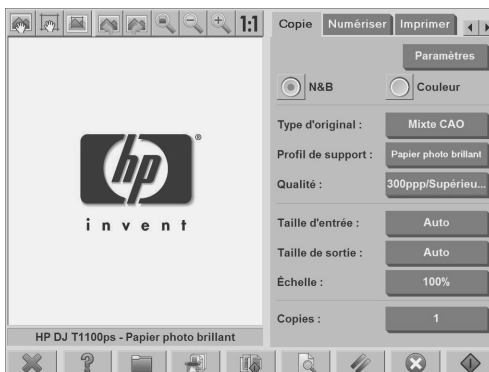 1:1
Copie Numériser Imprimer
Paramètres
N&B Couleur
Type d'original : Mixte CAO
Profil de support : Papier photo brillant
Qualité : 300ppp/Supérieu...
Taille d'entrée : Auto
Taille de sortie : Auto
Échelle : 100%
Copies : 1
hp
®
invent
HP DJ T1100ps - Papier photo brillant
?